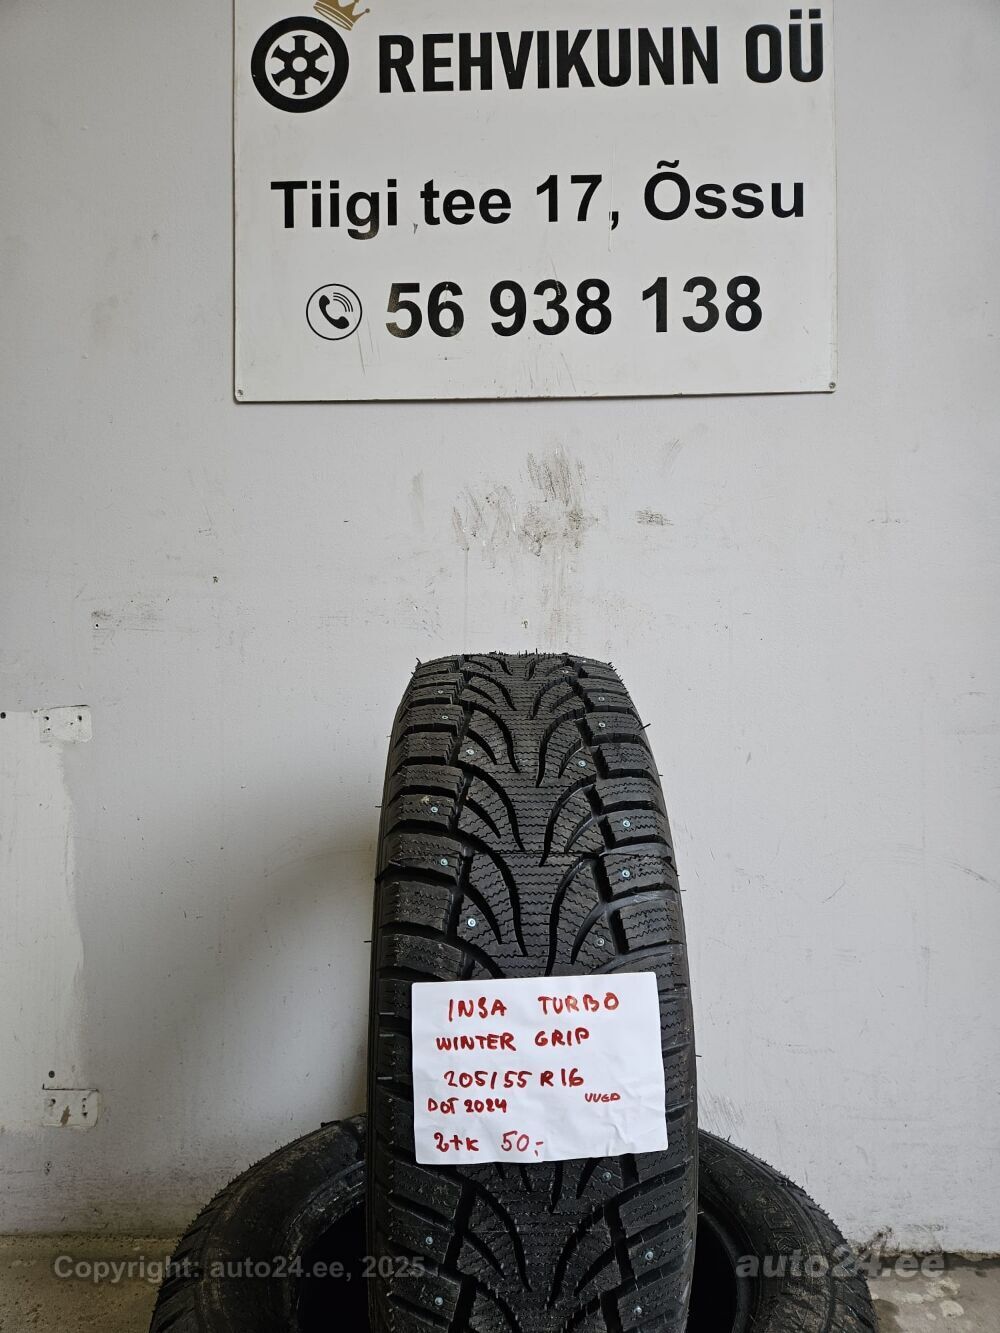 REHVIKUNN OÜ
Tiigi tee 17, Õssu
56 938 138
INSA TURBO
WINTER GRIP
205/55 R16
UUED
DOT 2024
2tk 50,-
Copyright: auto24.ee, 2025
auto24.ee